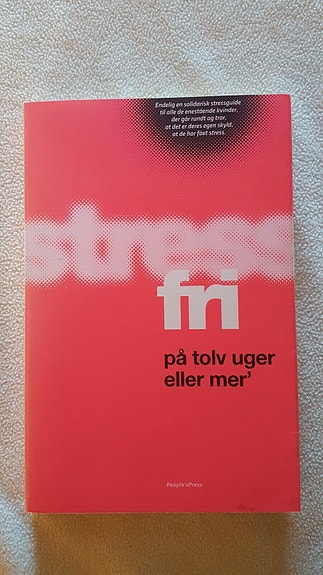 Endelig en solidarisk stressguide
til alle de enestående kvinder,
der går rundt og tror,
at det er deres egen skyld,
at de har fået stress.
stress
fri
på tolv uger
eller mer'
People'sPress